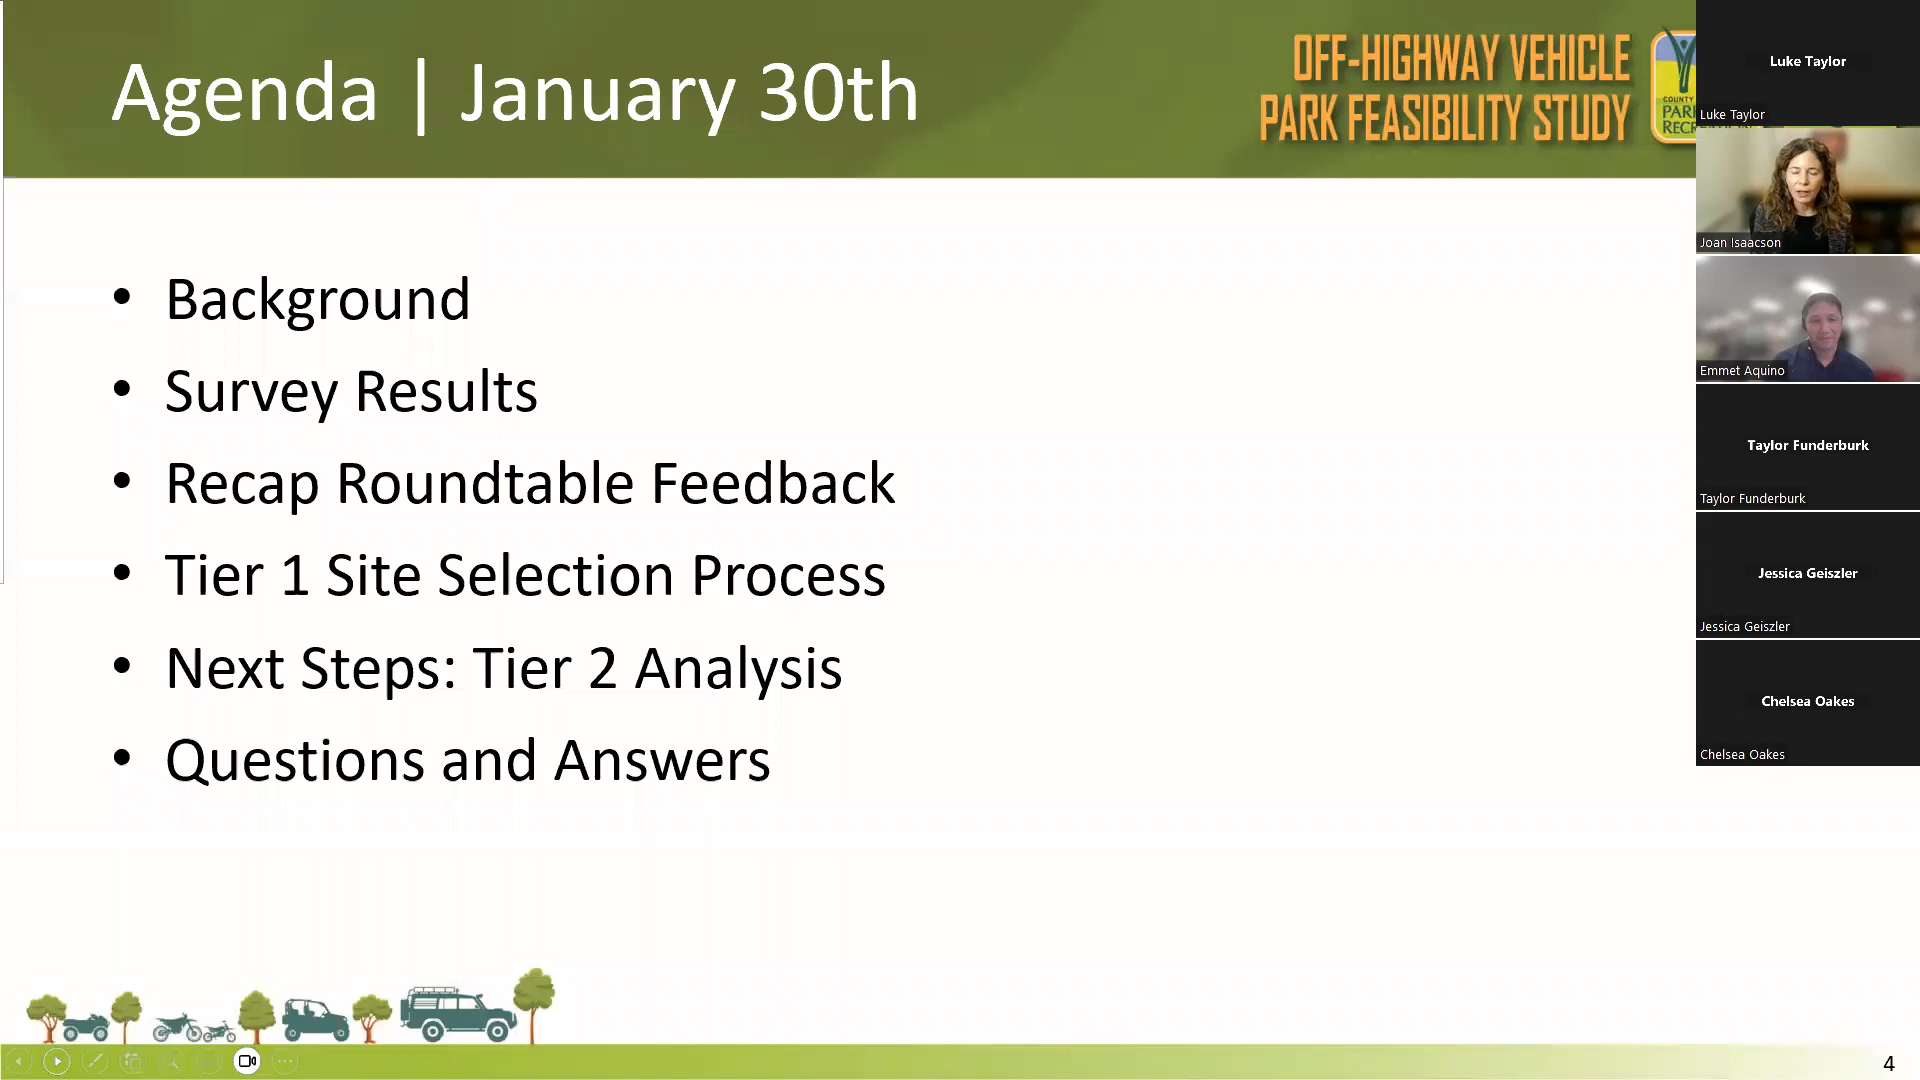 Agenda | January 30th
OFF-HIGHWAY VEHICLE
PARK FEASIBILITY STUDY
COUNTY
• Background
• Survey Results
• Recap Roundtable Feedback
• Tier 1 Site Selection Process
• Next Steps: Tier 2 Analysis
• Questions and Answers
4
Luke Taylor
Luke Taylor
Joan Isaacson
Emmet Aquino
Taylor Funderburk
Taylor Funderburk
Jessica Geiszler
Jessica Geiszler
Chelsea Oakes
Chelsea Oakes